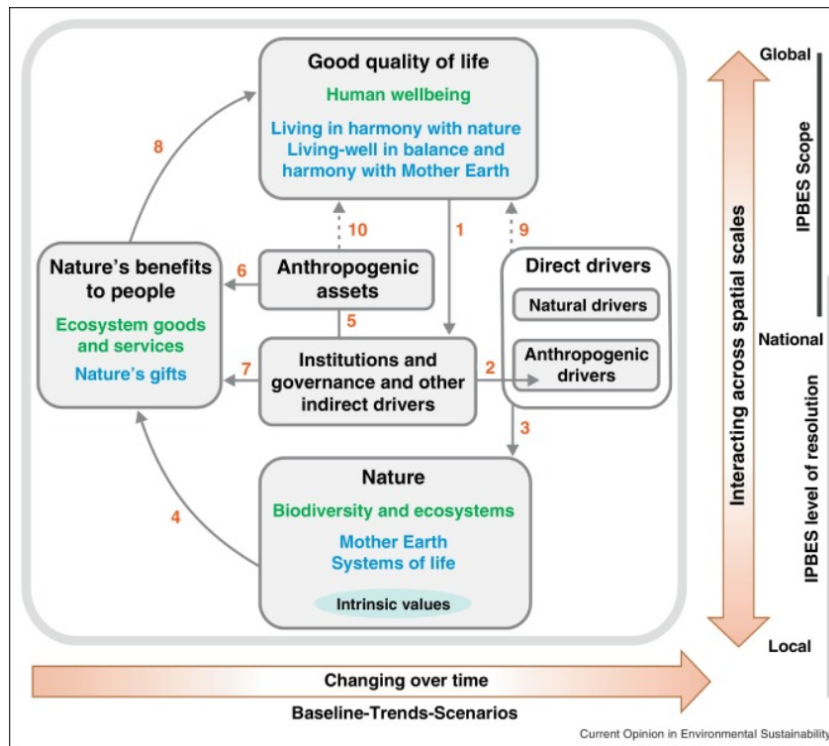 Good quality of life
Human wellbeing
Living in harmony with nature
Living-well in balance and
harmony with Mother Earth
8
10
1
9
Nature's benefits
to people
Ecosystem goods
and services
Nature's gifts
6
Anthropogenic
assets
5
7
Institutions and
governance and other
indirect drivers
2
Direct drivers
Natural drivers
Anthropogenic
drivers
3
4
Nature
Biodiversity and ecosystems
Mother Earth
Systems of life
Intrinsic values
Global
National
Local
Interacting across spatial scales
IPBES Scope
IPBES level of resolution
Changing over time
Baseline-Trends-Scenarios
Current Opinion in Environmental Sustainability